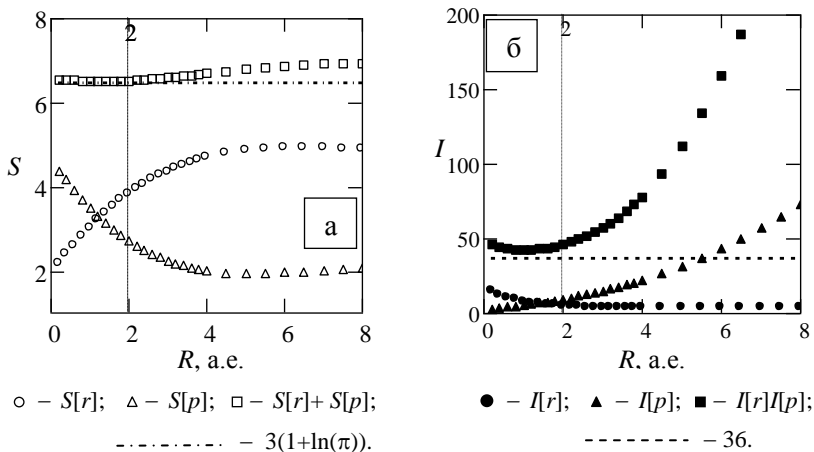 2
8
6
S
4
а
2
0 2 4 6 8
R, а.е.
○ – S[r]; △ – S[p]; □ – S[r]+ S[p];
– 3(1+ln(π)).
200
2
б
150
I
100
50
0
0 2 4 6 8
R, а.е.
● – I[r]; ▲ – I[p]; ■ – I[r]I[p];
– 36.